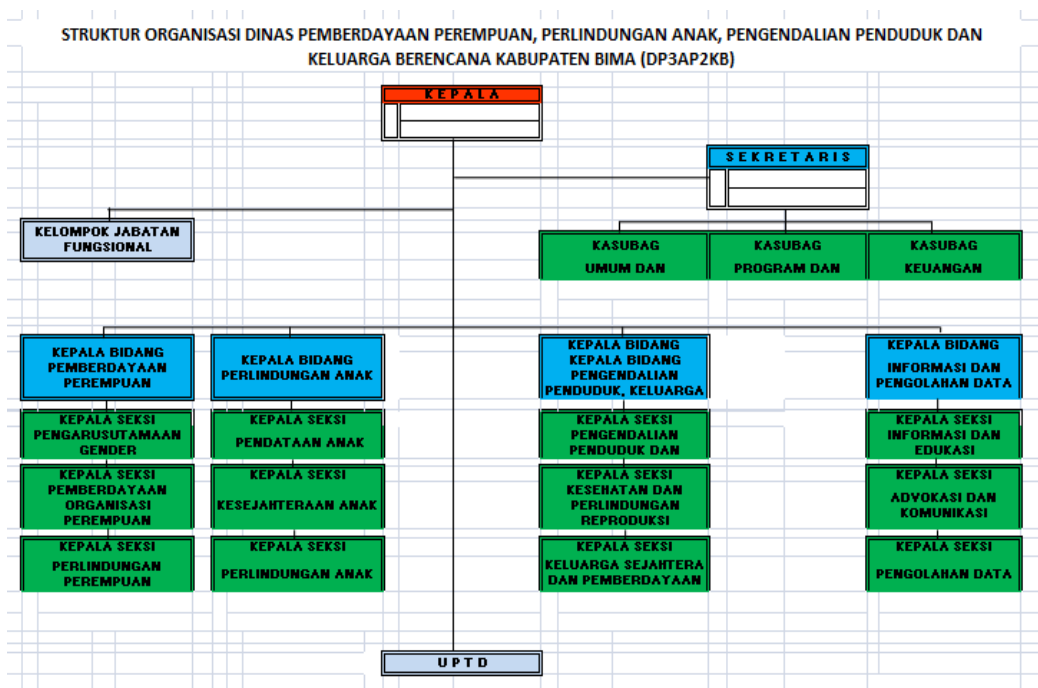 STRUKTUR ORGANISASI DINAS PEMBERDAYAAN PEREMPUAN, PERLINDUNGAN ANAK, PENGENDALIAN PENDUDUK DAN
KELUARGA BERENCANA KABUPATEN BIMA (DP3AP2KB)
KEPALA
SEKRETARIS
KELOMPOK JABATAN
FUNGSIONAL
KASUBAG
UMUM DAN
KASUBAG
PROGRAM DAN
KASUBAG
KEUANGAN
KEPALA BIDANG
PEMBERDAYAAN
PEREMPUAN
KEPALA BIDANG
PERLINDUNGAN ANAK
KEPALA BIDANG
KEPALA BIDANG
PENGENDALIAN
PENDUDUK, KELUARGA
KEPALA BIDANG
INFORMASI DAN
PENGOLAHAN DATA
KEPALA SEKSI
PENGARUSUTAMAAN
GENDER
KEPALA SEKSI
PENDATAAN ANAK
KEPALA SEKSI
PENGENDALIAN
PENDUDUK DAN
KEPALA SEKSI
INFORMASI DAN
EDUKASI
KEPALA SEKSI
PEMBERDAYAAN
ORGANISASI
PEREMPUAN
KEPALA SEKSI
KESEJAHTERAAN ANAK
KEPALA SEKSI
KESEHATAN DAN
PERLINDUNGAN
REPRODUKSI
KEPALA SEKSI
ADVOKASI DAN
KOMUNIKASI
KEPALA SEKSI
PERLINDUNGAN
PEREMPUAN
KEPALA SEKSI
PERLINDUNGAN ANAK
KEPALA SEKSI
KELUARGA SEJAHTERA
DAN PEMBERDAYAAN
KEPALA SEKSI
PENGOLAHAN DATA
UPTD